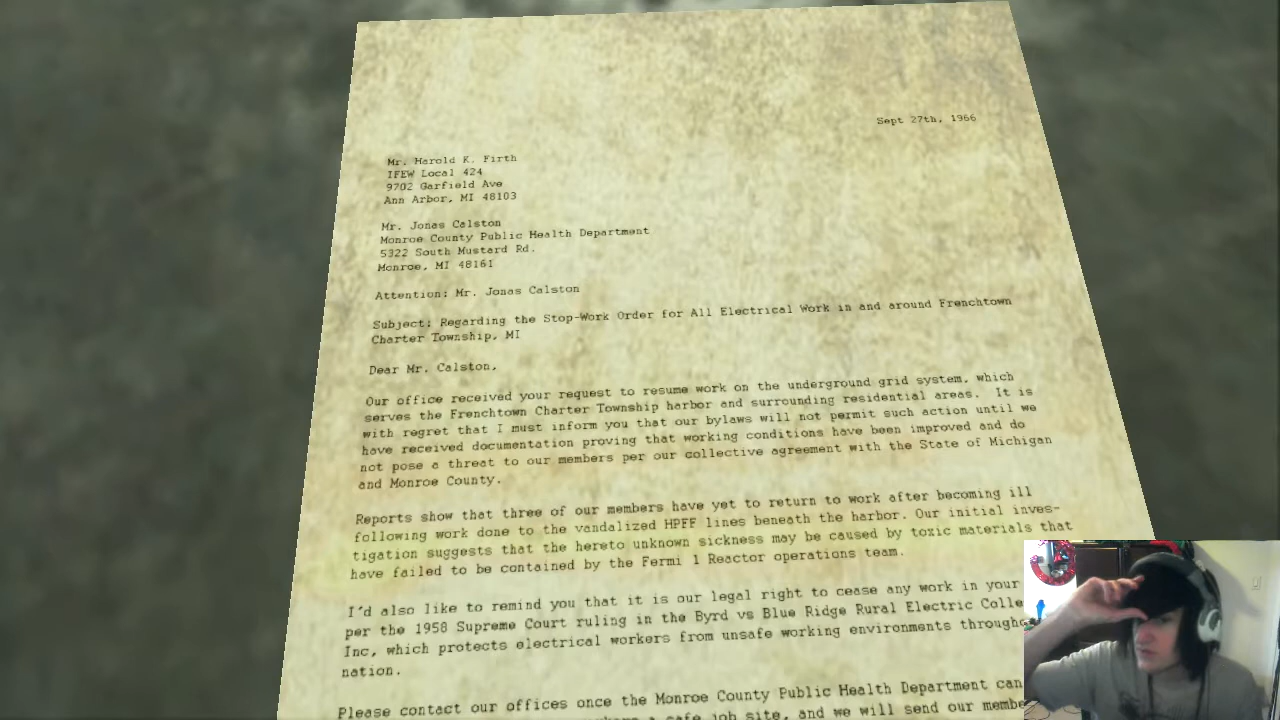 Sept 27th, 1966
Mr. Harold K. Firth
IFEW Local 424
9702 Garfield Ave
Ann Arbor, MI 48103
Mr. Jonas Calston
Monroe County Public Health Department
5322 South Mustard Rd.
Monroe, MI 48161
Attention: Mr. Jonas Calston
Subject: Regarding the Stop-Work Order for All Electrical Work in and around Frenchtown
Charter Township, MI
Dear Mr. Calston,
Our office received your request to resume work on the underground grid system, which
serves the Frenchtown Charter Township harbor and surrounding residential areas. It is
with regret that I must inform you that our bylaws will not permit such action until we
have received documentation proving that working conditions have been improved and do
not pose a threat to our members per our collective agreement with the State of Michigan
and Monroe County.
Reports show that three of our members have yet to return to work after becoming ill
following work done to the vandalized HPFF lines beneath the harbor. Our initial inves-
tigation suggests that the hereto unknown sickness may be caused by toxic materials that
have failed to be contained by the Fermi 1 Reactor operations team.
I'd also like to remind you that it is our legal right to cease any work in your
per the 1958 Supreme Court ruling in the Byrd vs Blue Ridge Rural Electric Colle
Inc, which protects electrical workers from unsafe working environments througho
nation.
Please contact our offices once the Monroe County Public Health Department can
a safe job site, and we will send our membe